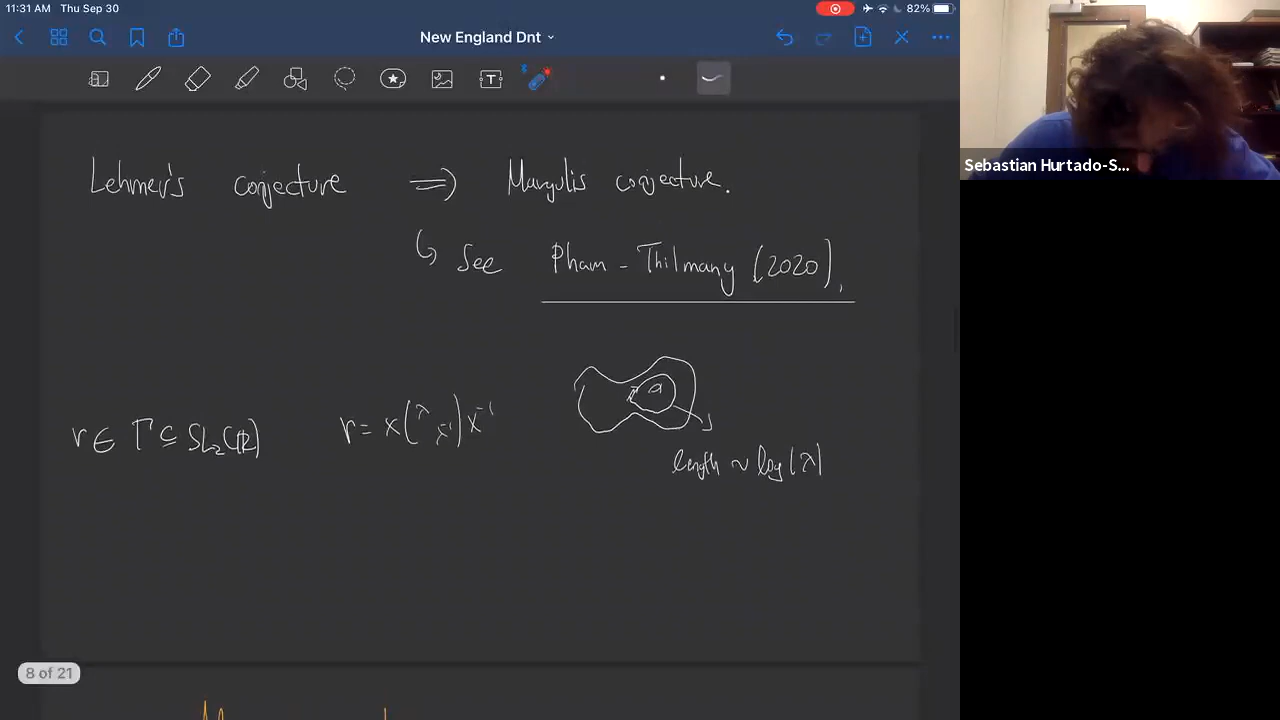 11:31 AM Thu Sep 30
82%
New England Dnt
Lehmer's conjecture ⟹ Margulis conjecture.
↳ See Pham - Thilmany (2020).
γ ∈ Γ ⊆ SL₂(ℝ) γ = X(λ λ⁻¹)X⁻¹
length ~ log(λ)
8 of 21
Sebastian Hurtado-S...